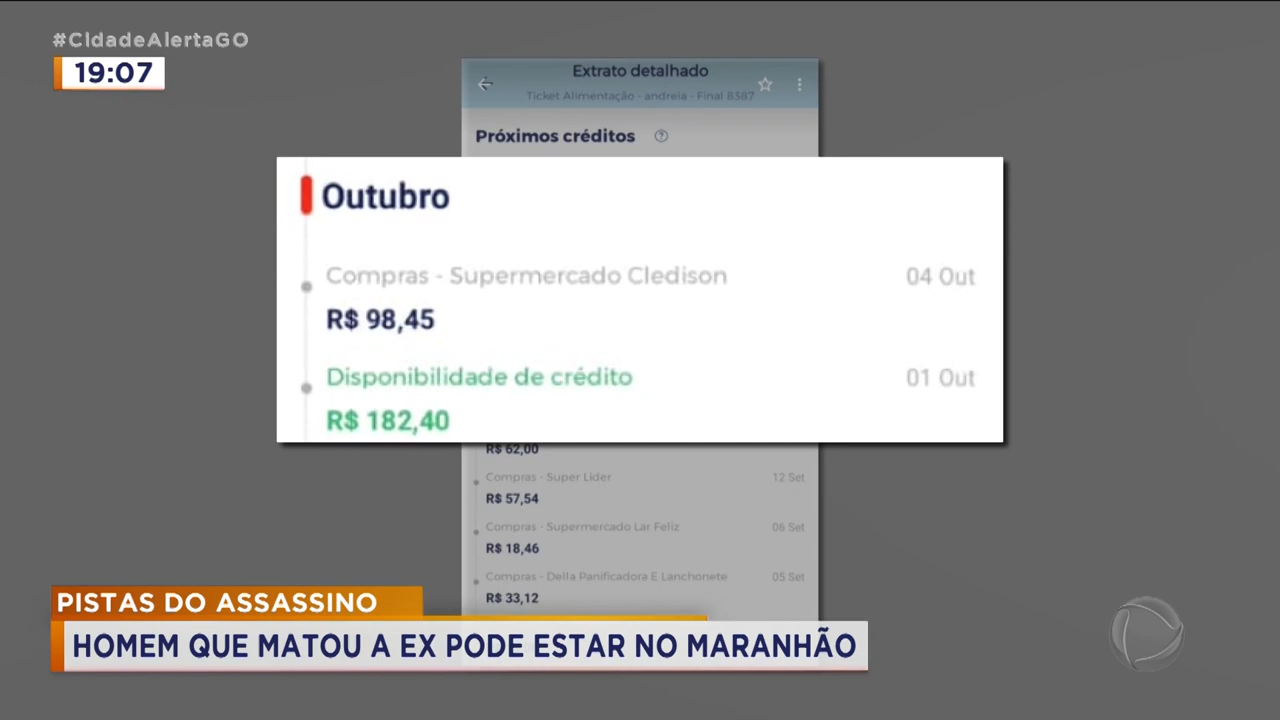 #CidadeAlertaGO
19:07
Extrato detalhado
Ticket Alimentação - andreia - Final 8387
Próximos créditos
?
Outubro
Compras - Supermercado Cledison
04 Out
R$ 98,45
Disponibilidade de crédito
01 Out
R$ 182,40
R$ 62,00
Compras - Super Lider
12 Set
R$ 57,54
Compras - Supermercado Lar Feliz
06 Set
R$ 18,46
Compras - Della Panificadora E Lanchonete
05 Set
R$ 33,12
PISTAS DO ASSASSINO
HOMEM QUE MATOU A EX PODE ESTAR NO MARANHÃO